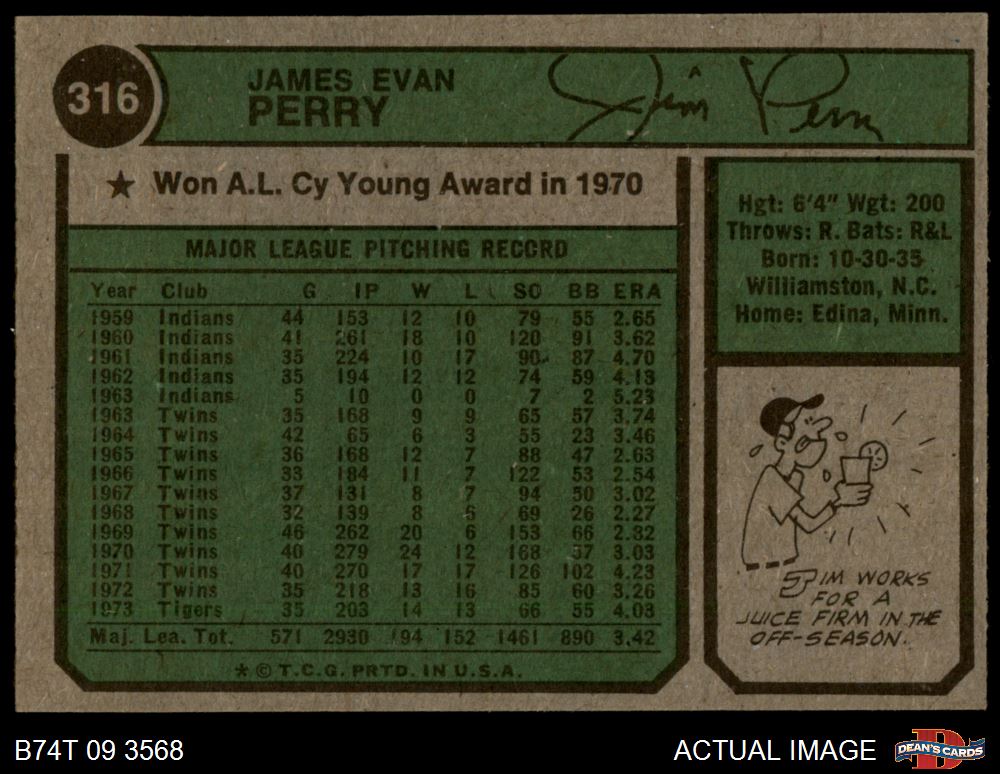 316
JAMES EVAN
PERRY
Jim Perry
★ Won A.L. Cy Young Award in 1970
MAJOR LEAGUE PITCHING RECORD
Year Club G IP W L SO BB ERA
1959 Indians 44 153 12 10 79 55 2.65
1960 Indians 41 261 18 10 120 91 3.62
1961 Indians 35 224 10 17 90 87 4.70
1962 Indians 35 194 12 12 74 59 4.13
1963 Indians 5 10 0 0 7 2 5.23
1963 Twins 35 168 9 9 65 57 3.74
1964 Twins 42 65 6 3 55 23 3.46
1965 Twins 36 168 12 7 88 47 2.63
1966 Twins 33 184 11 7 122 53 2.54
1967 Twins 37 131 8 7 94 50 3.02
1968 Twins 32 139 8 6 69 26 2.27
1969 Twins 46 262 20 6 153 66 2.82
1970 Twins 40 279 24 12 168 57 3.03
1971 Twins 40 270 17 17 126 102 4.23
1972 Twins 35 218 13 16 85 60 3.26
1973 Tigers 35 203 14 13 66 55 4.03
Maj. Lea. Tot. 571 2930 194 152 1461 890 3.42
* © T.C.G. PRTD. IN U.S.A.
Hgt: 6'4" Wgt: 200
Throws: R. Bats: R&L
Born: 10-30-35
Williamston, N.C.
Home: Edina, Minn.
JIM WORKS
FOR A
JUICE FIRM IN THE
OFF-SEASON.
B74T 09 3568
ACTUAL IMAGE
DEAN'S CARDS